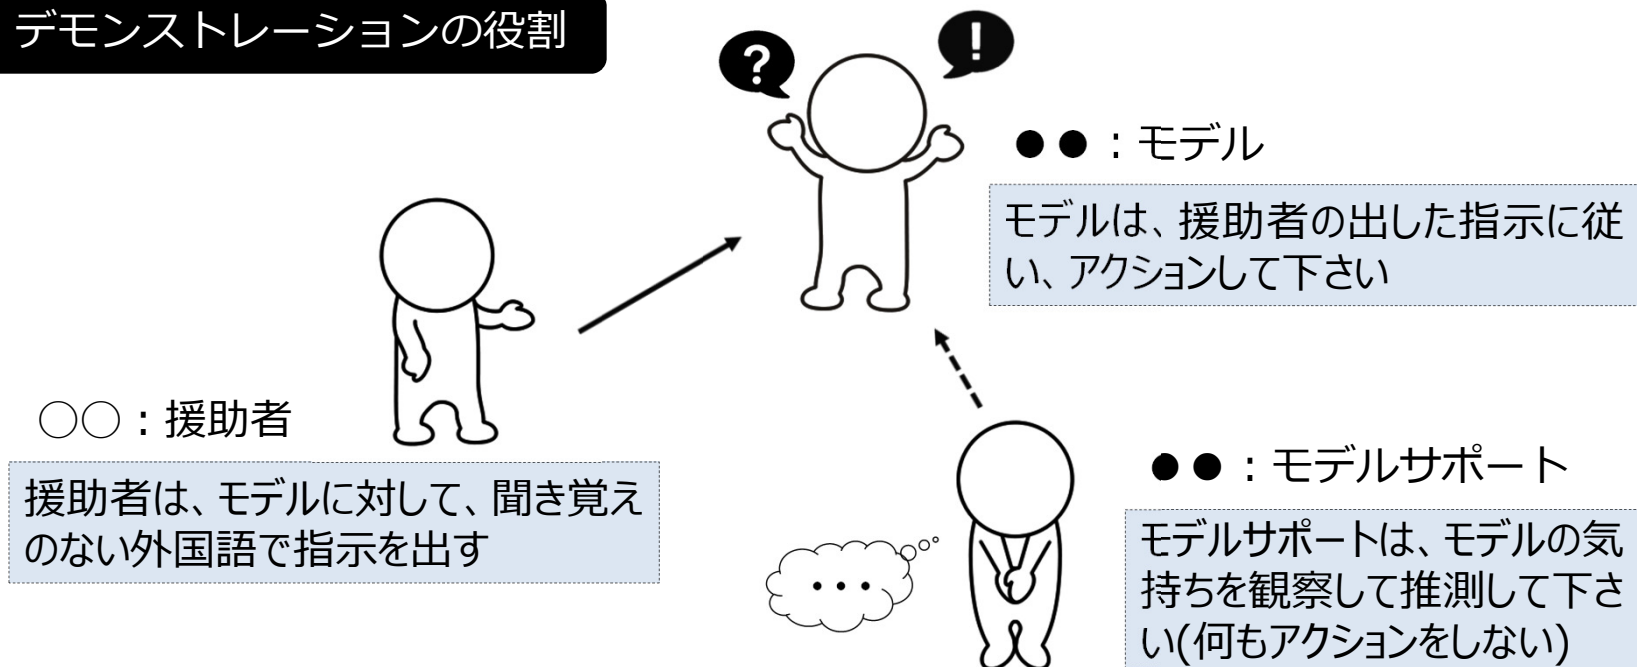 デモンストレーションの役割
?
!
●●：モデル
モデルは、援助者の出した指示に従
い、アクションして下さい
○○：援助者
援助者は、モデルに対して、聞き覚え
のない外国語で指示を出す
●●：モデルサポート
モデルサポートは、モデルの気
持ちを観察して推測して下さ
い(何もアクションをしない)
・・・